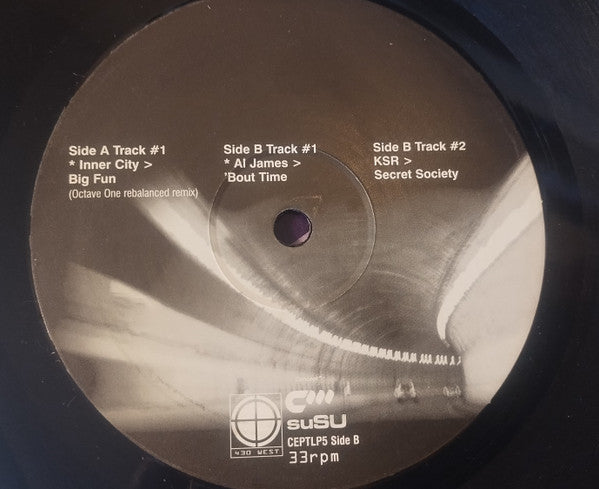 Side A Track #1
* Inner City >
Big Fun
(Octave One rebalanced remix)
Side B Track #1
* Al James >
'Bout Time
Side B Track #2
KSR >
Secret Society
430 WEST
suSU
CEPTLP5 Side B
33rpm